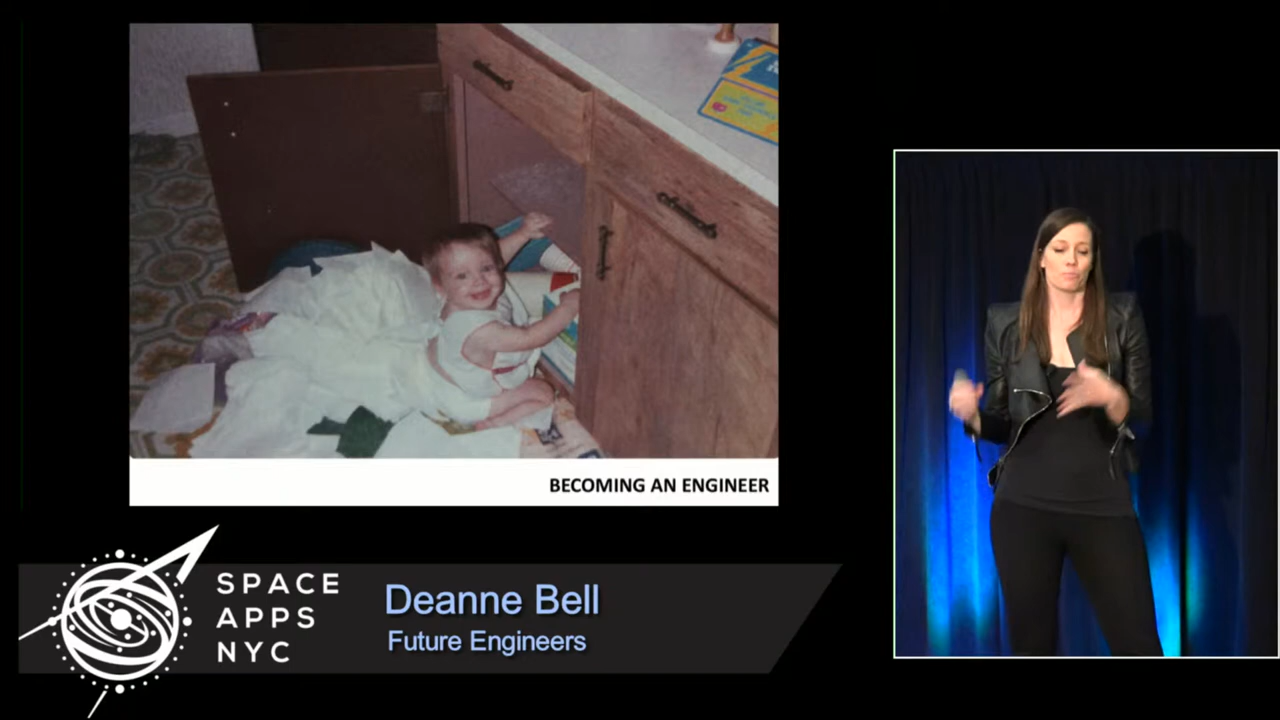 BECOMING AN ENGINEER
SPACE
APPS
NYC
Deanne Bell
Future Engineers